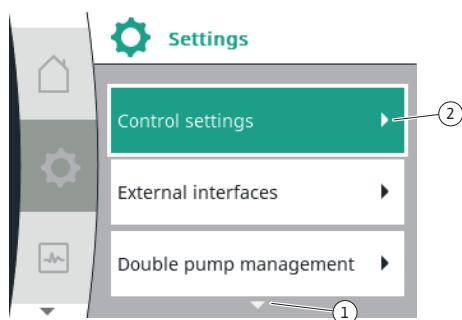 Settings
Control settings
2
External interfaces
Double pump management
1